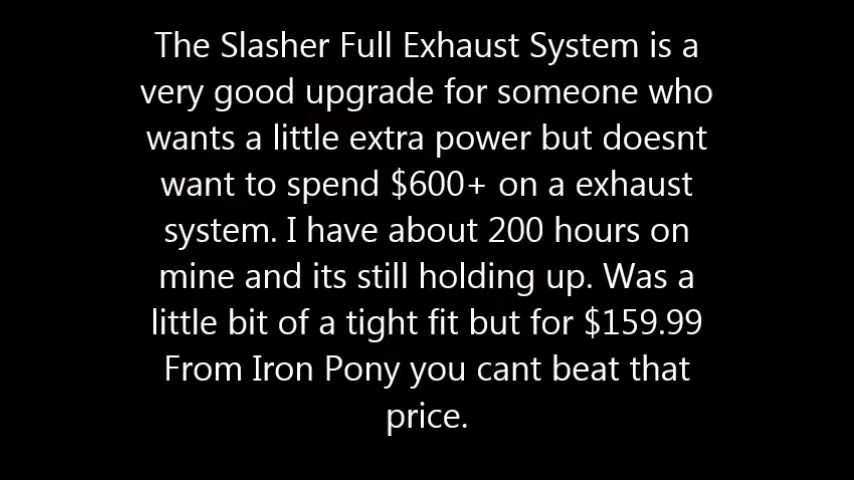 The Slasher Full Exhaust System is a
very good upgrade for someone who
wants a little extra power but doesnt
want to spend $600+ on a exhaust
system. I have about 200 hours on
mine and its still holding up. Was a
little bit of a tight fit but for $159.99
From Iron Pony you cant beat that
price.